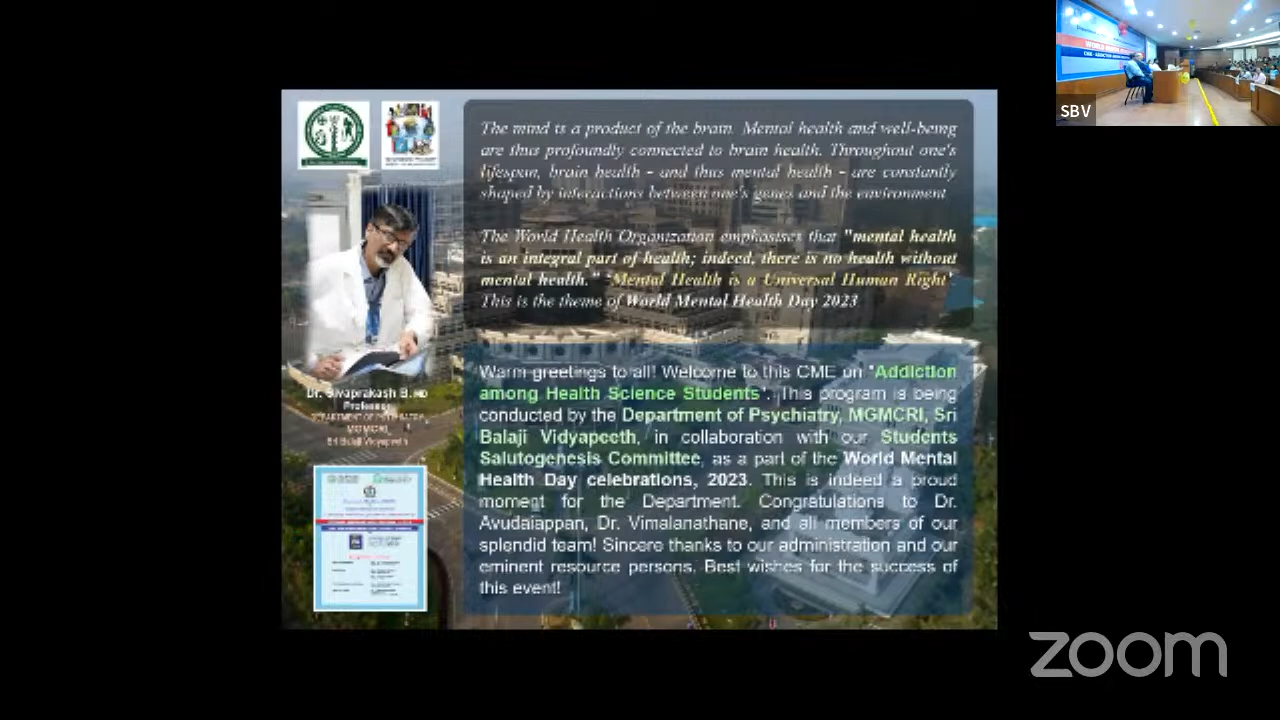 The mind is a product of the brain. Mental health and well-being
are thus profoundly connected to brain health. Throughout one's
lifespan, brain health - and thus mental health - are constantly
shaped by interactions between one's genes and the environment
The World Health Organization emphasises that "mental health
is an integral part of health; indeed, there is no health without
mental health." "Mental Health is a Universal Human Right".
This is the theme of World Mental Health Day 2023
Dr. Sivaprakash B. MD
Professor
DEPARTMENT OF PSYCHIATRY
MGMCRI,
Sri Balaji Vidyapeeth
Warm greetings to all! Welcome to this CME on "Addiction
among Health Science Students". This program is being
conducted by the Department of Psychiatry, MGMCRI, Sri
Balaji Vidyapeeth, in collaboration with our Students
Salutogenesis Committee, as a part of the World Mental
Health Day celebrations, 2023. This is indeed a proud
moment for the Department. Congratulations to Dr.
Avudaiappan, Dr. Vimalanathane, and all members of our
splendid team! Sincere thanks to our administration and our
eminent resource persons. Best wishes for the success of
this event!
SBV
zoom